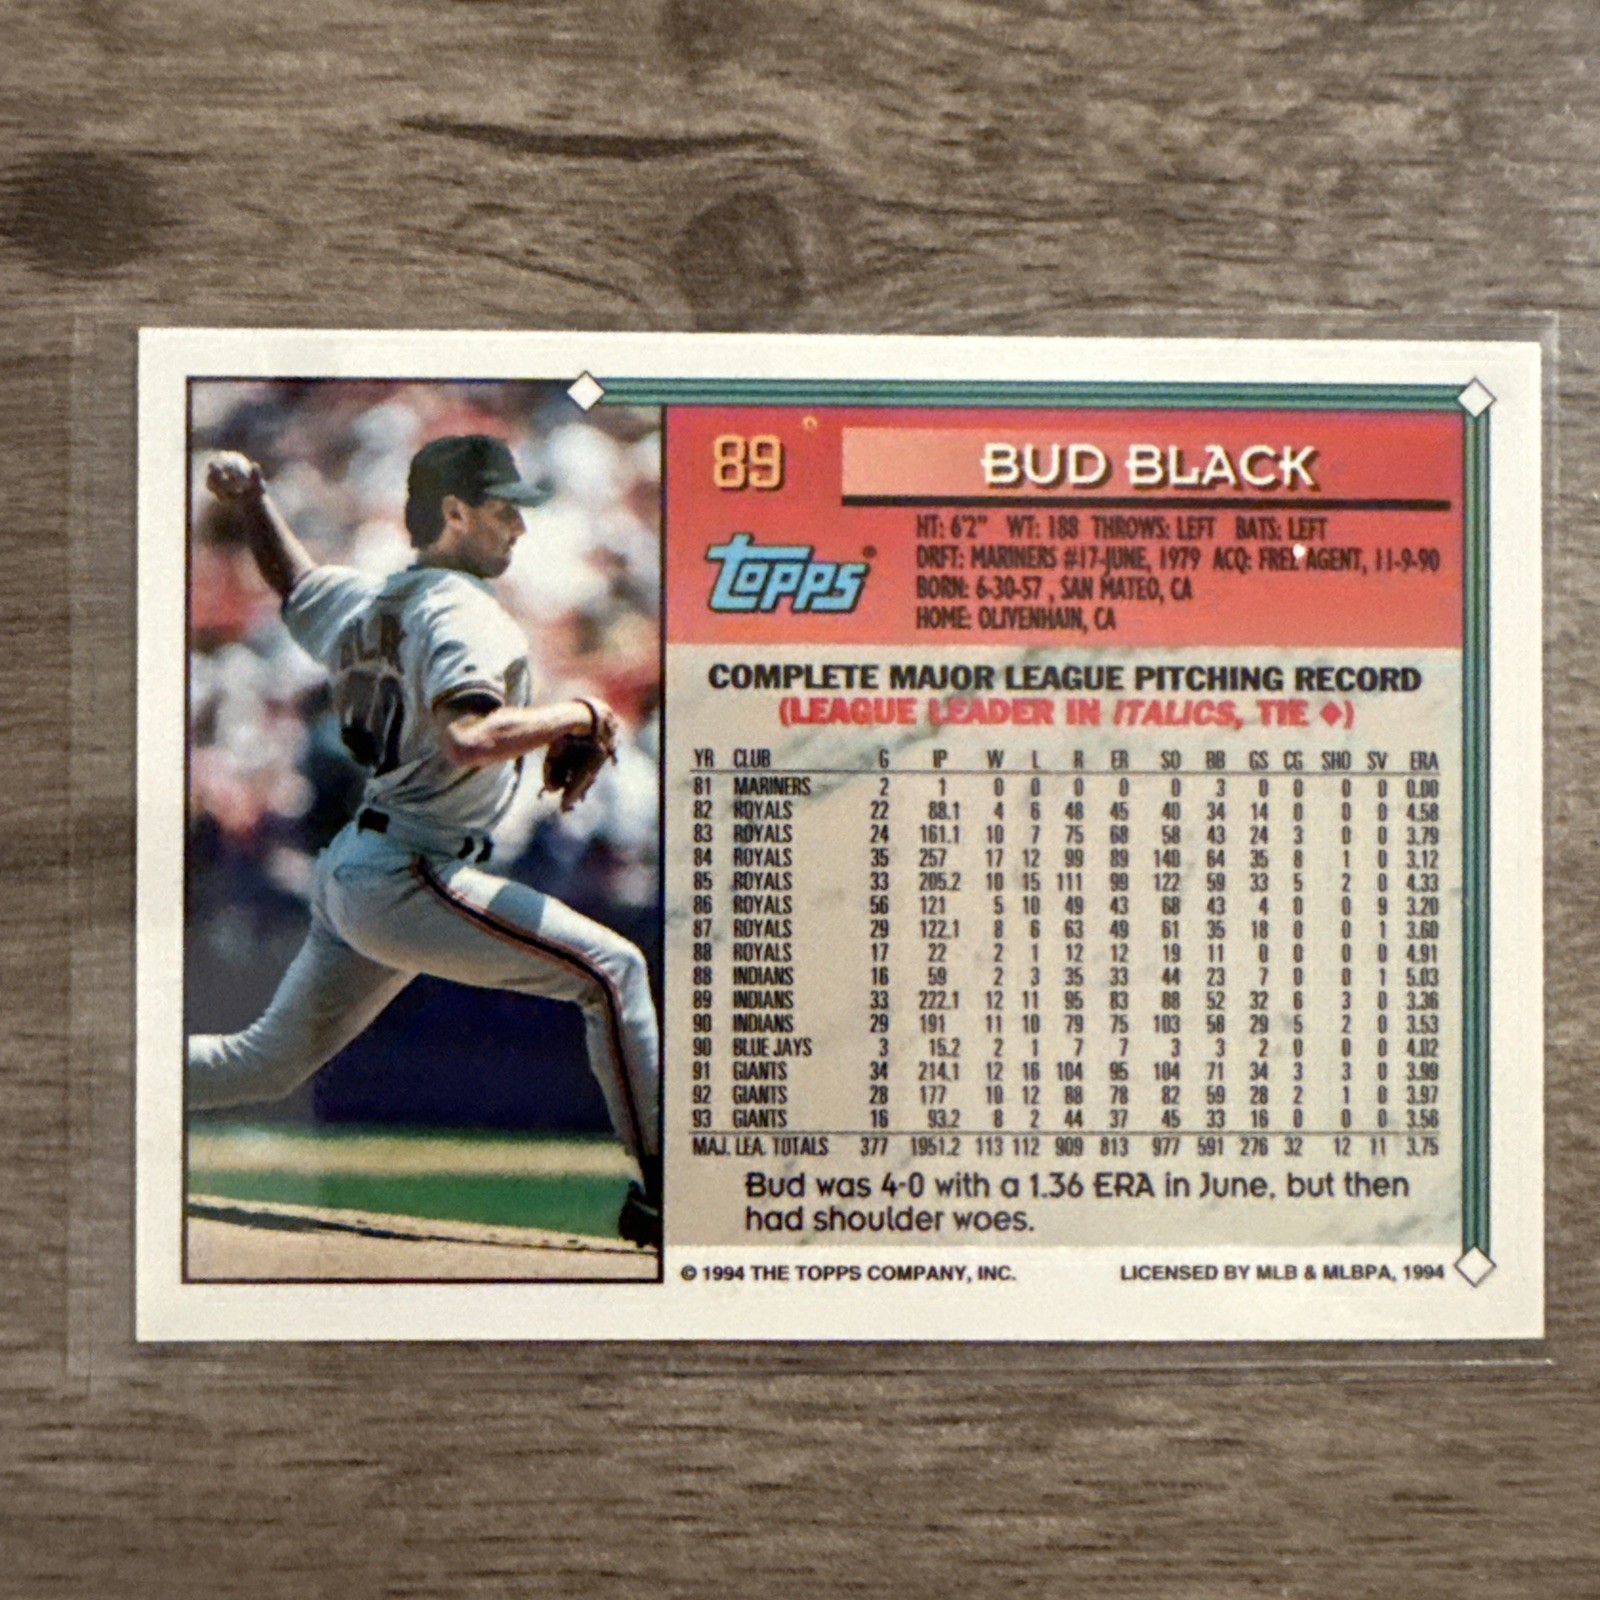 89
BUD BLACK
Topps®
HT: 6'2" WT: 188 THROWS: LEFT BATS: LEFT
DRFT: MARINERS #17-JUNE, 1979 ACQ: FREE AGENT, 11-9-90
BORN: 6-30-57 , SAN MATEO, CA
HOME: OLIVENHAIN, CA
COMPLETE MAJOR LEAGUE PITCHING RECORD
(LEAGUE LEADER IN ITALICS, TIE ♦)
YR CLUB G IP W L R ER SO BB GS CG SHO SV ERA
81 MARINERS 2 1 0 0 0 0 0 3 0 0 0 0 0.00
82 ROYALS 22 88.1 4 6 48 45 40 34 14 0 0 0 4.58
83 ROYALS 24 161.1 10 7 75 68 58 43 24 3 0 0 3.79
84 ROYALS 35 257 17 12 99 89 140 64 35 8 1 0 3.12
85 ROYALS 33 205.2 10 15 111 99 122 59 33 5 2 0 4.33
86 ROYALS 56 121 5 10 49 43 68 43 4 0 0 9 3.20
87 ROYALS 29 122.1 8 6 63 49 61 35 18 0 0 1 3.60
88 ROYALS 17 22 2 1 12 12 19 11 0 0 0 0 4.91
88 INDIANS 16 59 2 3 35 33 44 23 7 0 0 1 5.03
89 INDIANS 33 222.1 12 11 95 83 88 52 32 6 3 0 3.36
90 INDIANS 29 191 11 10 79 75 103 58 29 5 2 0 3.53
90 BLUE JAYS 3 15.2 2 1 7 7 3 3 2 0 0 0 4.02
91 GIANTS 34 214.1 12 16 104 95 104 71 34 3 3 0 3.99
92 GIANTS 28 177 10 12 88 78 82 59 28 2 1 0 3.97
93 GIANTS 16 93.2 8 2 44 37 45 33 16 0 0 0 3.56
MAJ. LEA. TOTALS 377 1951.2 113 112 909 813 977 591 276 32 12 11 3.75
Bud was 4-0 with a 1.36 ERA in June, but then
had shoulder woes.
© 1994 THE TOPPS COMPANY, INC. LICENSED BY MLB & MLBPA, 1994